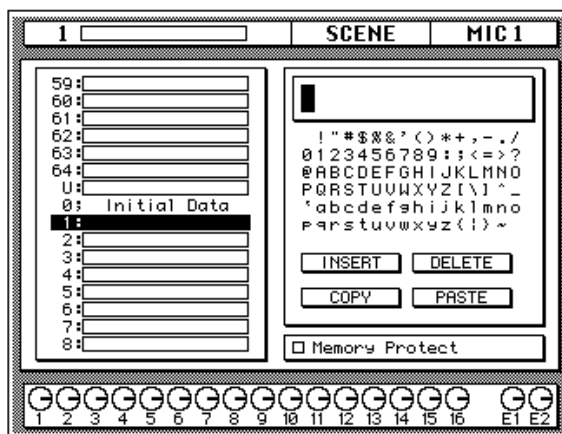 1 SCENE MIC 1
59:
60:
61:
62:
63:
64:
U:
0; Initial Data
1:
2:
3:
4:
5:
6:
7:
8:
!"#$%&'()*+,-./
0123456789:;<=>?
@ABCDEFGHIJKLMNO
PQRSTUVWXYZ[\]^_
`abcdefghijklmno
pqrstuvwxyz{|}~
INSERT DELETE
COPY PASTE
Memory Protect
1 2 3 4 5 6 7 8 9 10 11 12 13 14 15 16 E1 E2